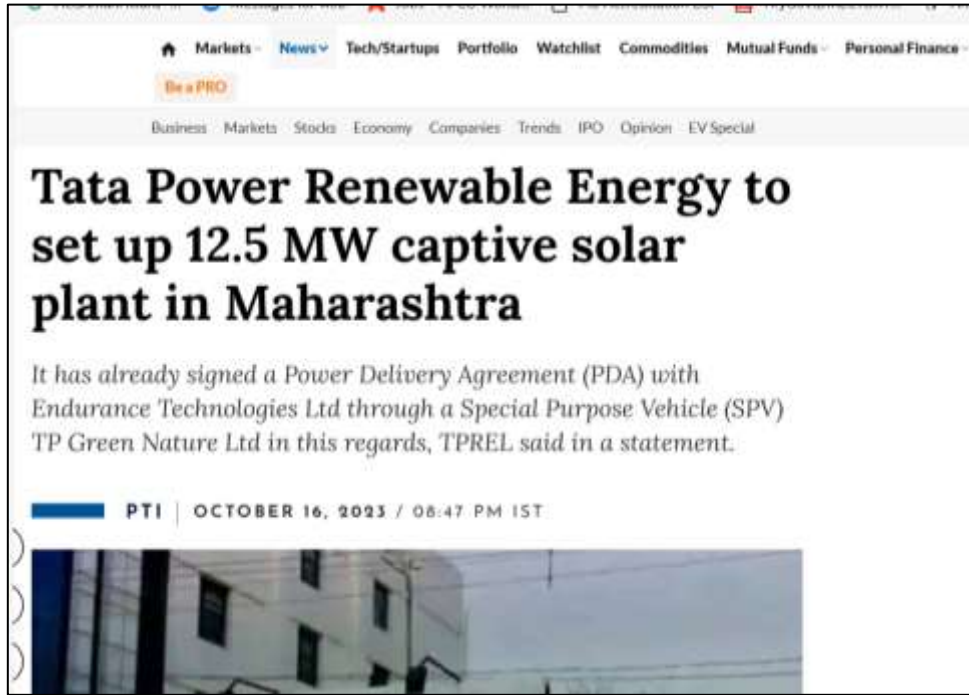 Markets News Tech/Startups Portfolio Watchlist Commodities Mutual Funds Personal Finance
Be a PRO
Business Markets Stocks Economy Companies Trends IPO Opinion EV Special
Tata Power Renewable Energy to
set up 12.5 MW captive solar
plant in Maharashtra
It has already signed a Power Delivery Agreement (PDA) with
Endurance Technologies Ltd through a Special Purpose Vehicle (SPV)
TP Green Nature Ltd in this regards, TPREL said in a statement.
PTI | OCTOBER 16, 2023 / 08:47 PM IST